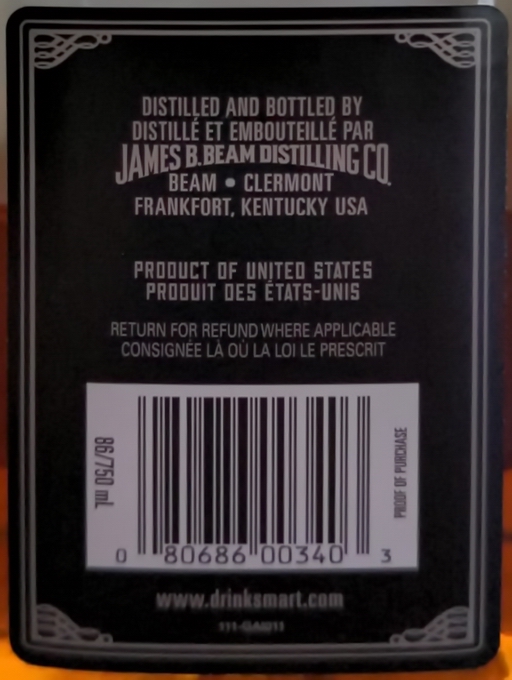 DISTILLED AND BOTTLED BY
DISTILLÉ ET EMBOUTEILLÉ PAR
JAMES B. BEAM DISTILLING CO.
BEAM • CLERMONT
FRANKFORT, KENTUCKY USA
PRODUCT OF UNITED STATES
PRODUIT DES ÉTATS-UNIS
RETURN FOR REFUND WHERE APPLICABLE
CONSIGNÉE LÀ OÙ LA LOI LE PRESCRIT
86/750 mL
PROOF OF PURCHASE
0 80686 00340 3
www.drinksmart.com